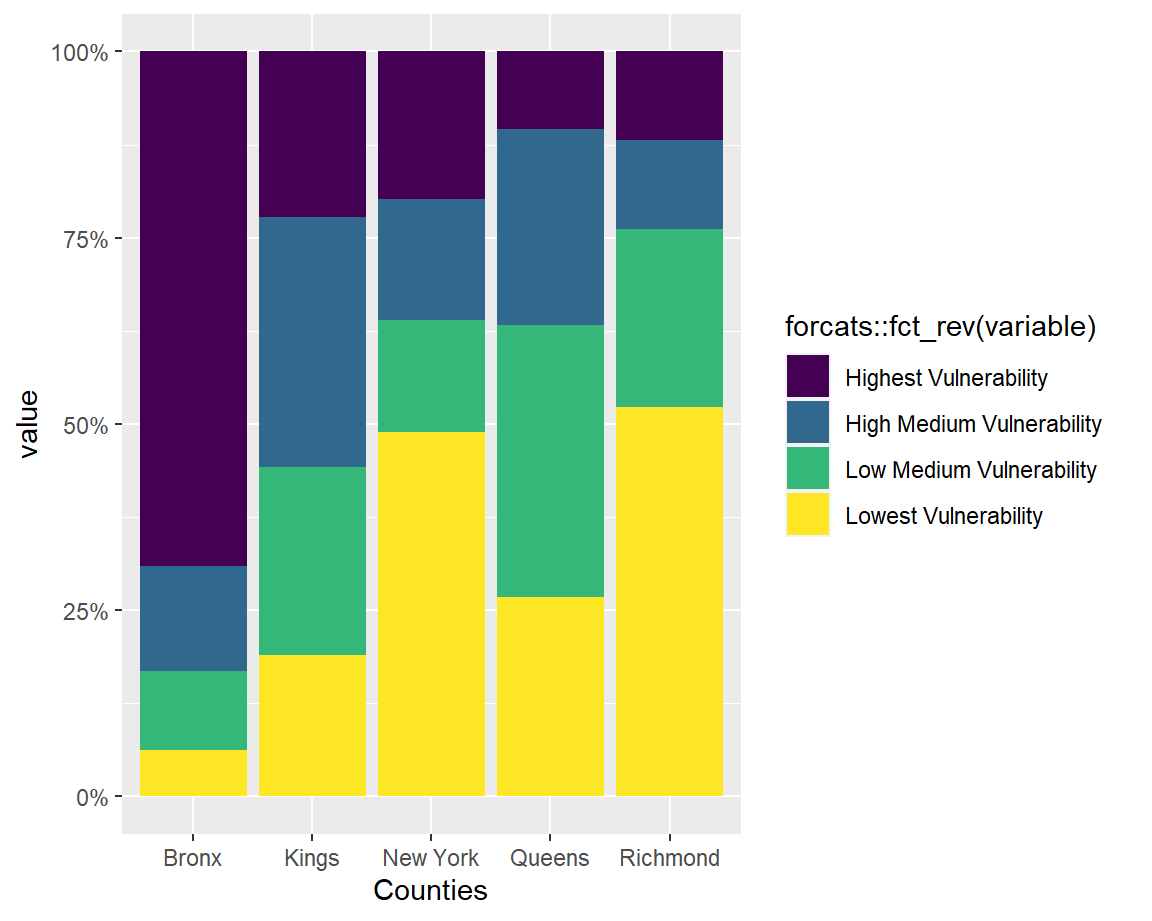 100%
75%
50%
25%
0%
value
Bronx Kings New York Queens Richmond
Counties
forcats::fct_rev(variable)
Highest Vulnerability
High Medium Vulnerability
Low Medium Vulnerability
Lowest Vulnerability